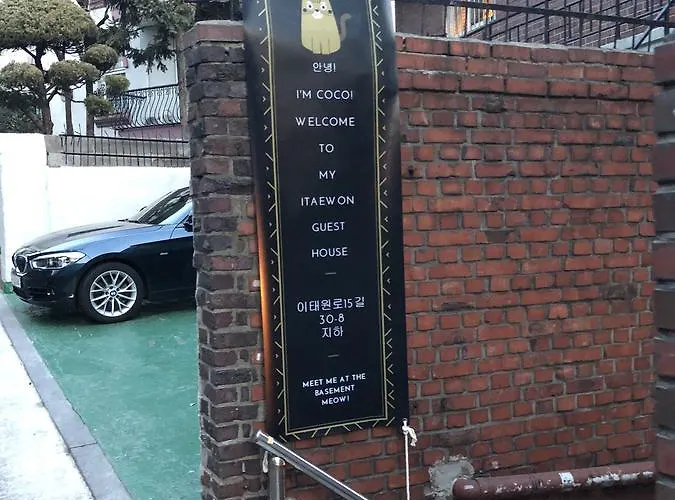 안녕!
I'M COCO!
WELCOME
TO
MY
ITAEWON
GUEST
HOUSE
이태원로15길
30-8
지하
MEET ME AT THE
BASEMENT
MEOW!